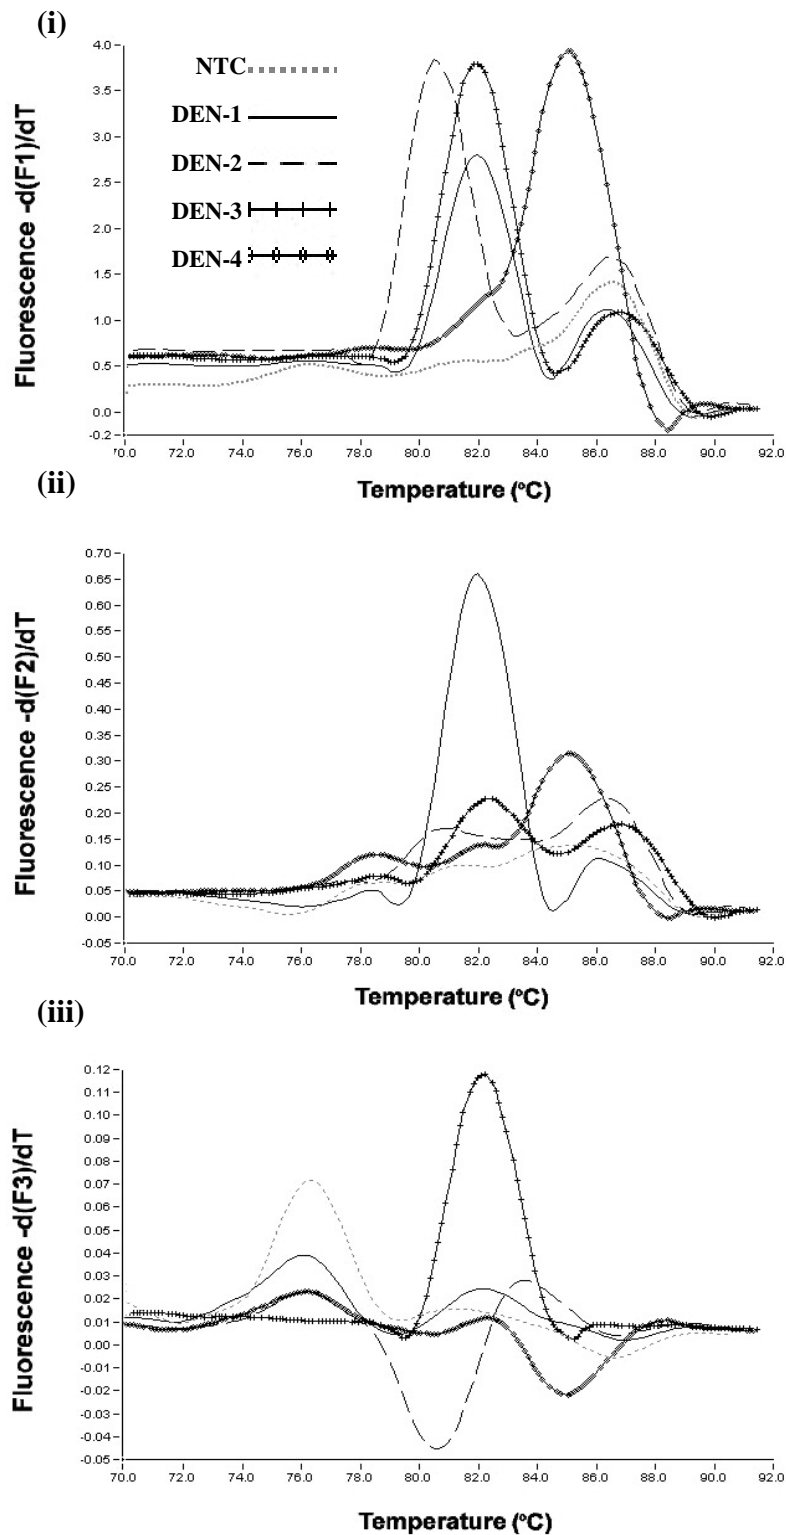 (i)
Fluorescence -d(F1)/dT
4.0
3.5
3.0
2.5
2.0
1.5
1.0
0.5
0.0
-0.2
NTC
DEN-1
DEN-2
DEN-3
DEN-4
70.0 72.0 74.0 76.0 78.0 80.0 82.0 84.0 86.0 88.0 90.0 92.0
Temperature (ºC)
(ii)
Fluorescence -d(F2)/dT
0.70
0.65
0.60
0.55
0.50
0.45
0.40
0.35
0.30
0.25
0.20
0.15
0.10
0.05
0.00
-0.05
70.0 72.0 74.0 76.0 78.0 80.0 82.0 84.0 86.0 88.0 90.0 92.0
Temperature (ºC)
(iii)
Fluorescence -d(F3)/dT
0.12
0.11
0.10
0.09
0.08
0.07
0.06
0.05
0.04
0.03
0.02
0.01
0.00
-0.01
-0.02
-0.03
-0.04
-0.05
70.0 72.0 74.0 76.0 78.0 80.0 82.0 84.0 86.0 88.0 90.0 92.0
Temperature (ºC)